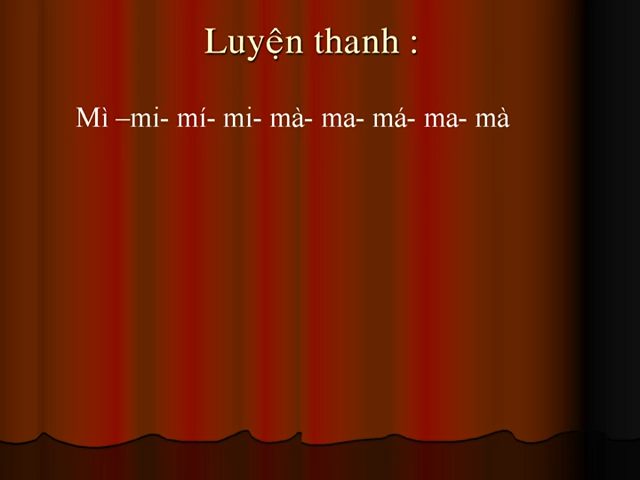 Luyện thanh :
Mì –mi- mí- mi- mà- ma- má- ma- mà